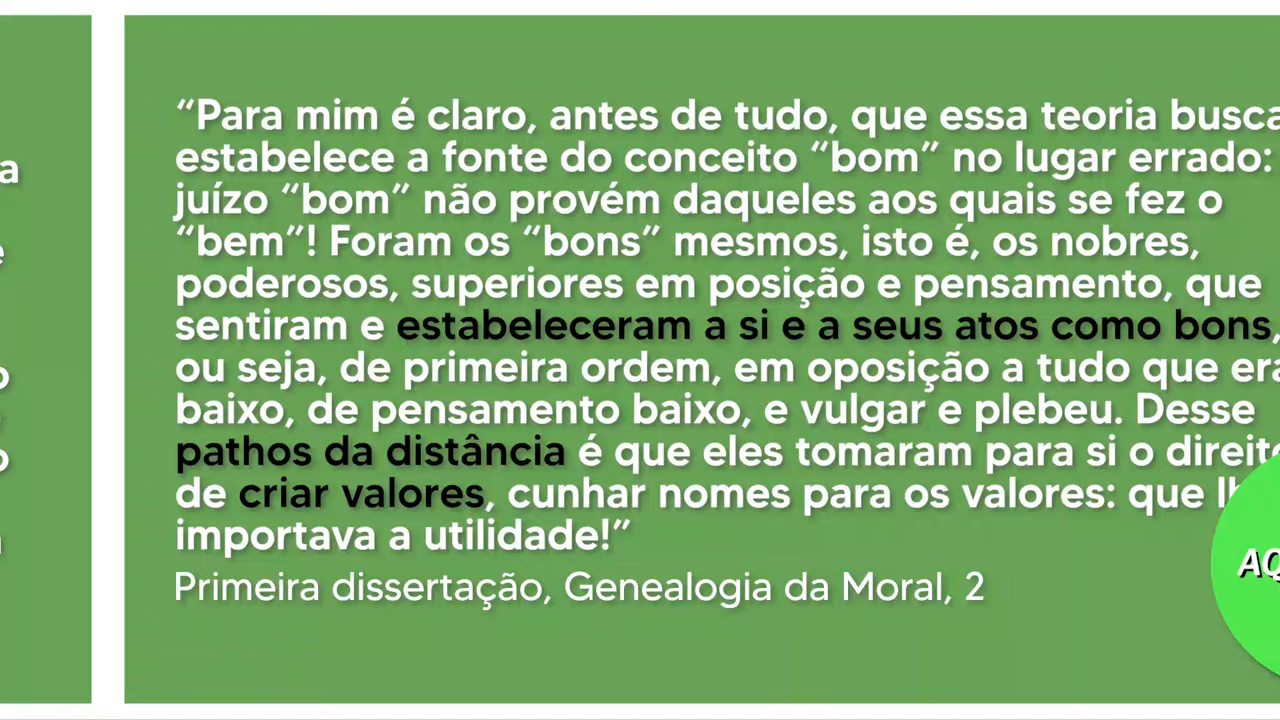 “Para mim é claro, antes de tudo, que essa teoria busca
estabelece a fonte do conceito “bom” no lugar errado:
juízo “bom” não provém daqueles aos quais se fez o
“bem”! Foram os “bons” mesmos, isto é, os nobres,
poderosos, superiores em posição e pensamento, que
sentiram e estabeleceram a si e a seus atos como bons,
ou seja, de primeira ordem, em oposição a tudo que era
baixo, de pensamento baixo, e vulgar e plebeu. Desse
pathos da distância é que eles tomaram para si o direito
de criar valores, cunhar nomes para os valores: que
importava a utilidade!”
Primeira dissertação, Genealogia da Moral, 2